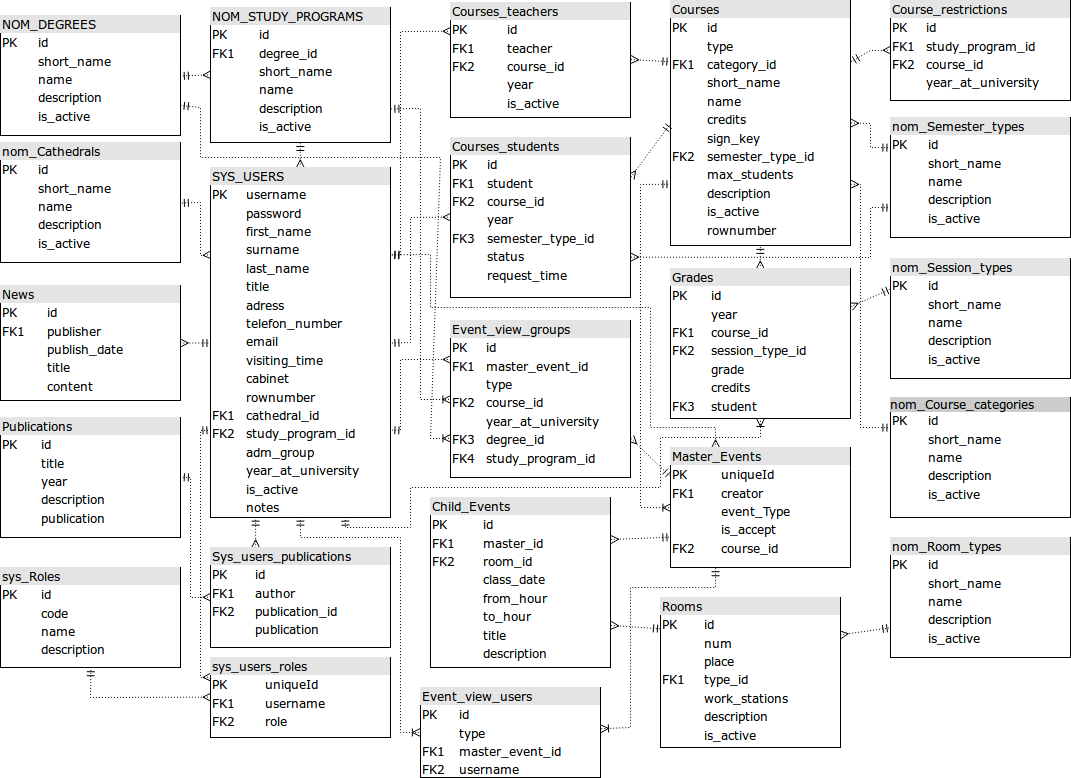 NOM_DEGREES
PK id
short_name
name
description
is_active
nom_Cathedrals
PK id
short_name
name
description
is_active
News
PK id
FK1 publisher
publish_date
title
content
Publications
PK id
title
year
description
publication
sys_Roles
PK id
code
name
description
NOM_STUDY_PROGRAMS
PK id
FK1 degree_id
short_name
name
description
is_active
SYS_USERS
PK username
password
first_name
surname
last_name
title
adress
telefon_number
email
visiting_time
cabinet
rownumber
FK1 cathedral_id
FK2 study_program_id
adm_group
year_at_university
is_active
notes
Sys_users_publications
PK id
FK1 author
FK2 publication_id
publication
sys_users_roles
PK uniqueId
FK1 username
FK2 role
Courses_teachers
PK id
FK1 teacher
FK2 course_id
year
is_active
Courses_students
PK id
FK1 student
FK2 course_id
year
FK3 semester_type_id
status
request_time
Event_view_groups
PK id
FK1 master_event_id
type
FK2 course_id
year_at_university
FK3 degree_id
FK4 study_program_id
Child_Events
PK id
FK1 master_id
FK2 room_id
class_date
from_hour
to_hour
title
description
Event_view_users
PK id
type
FK1 master_event_id
FK2 username
Courses
PK id
type
FK1 category_id
short_name
name
credits
sign_key
FK2 semester_type_id
max_students
description
is_active
rownumber
Grades
PK id
year
FK1 course_id
FK2 session_type_id
grade
credits
FK3 student
Master_Events
PK uniqueId
FK1 creator
event_Type
is_accept
FK2 course_id
Rooms
PK id
num
place
FK1 type_id
work_stations
description
is_active
Course_restrictions
PK id
FK1 study_program_id
FK2 course_id
year_at_university
nom_Semester_types
PK id
short_name
name
description
is_active
nom_Session_types
PK id
short_name
name
description
is_active
nom_Course_categories
PK id
short_name
name
description
is_active
nom_Room_types
PK id
short_name
name
description
is_active